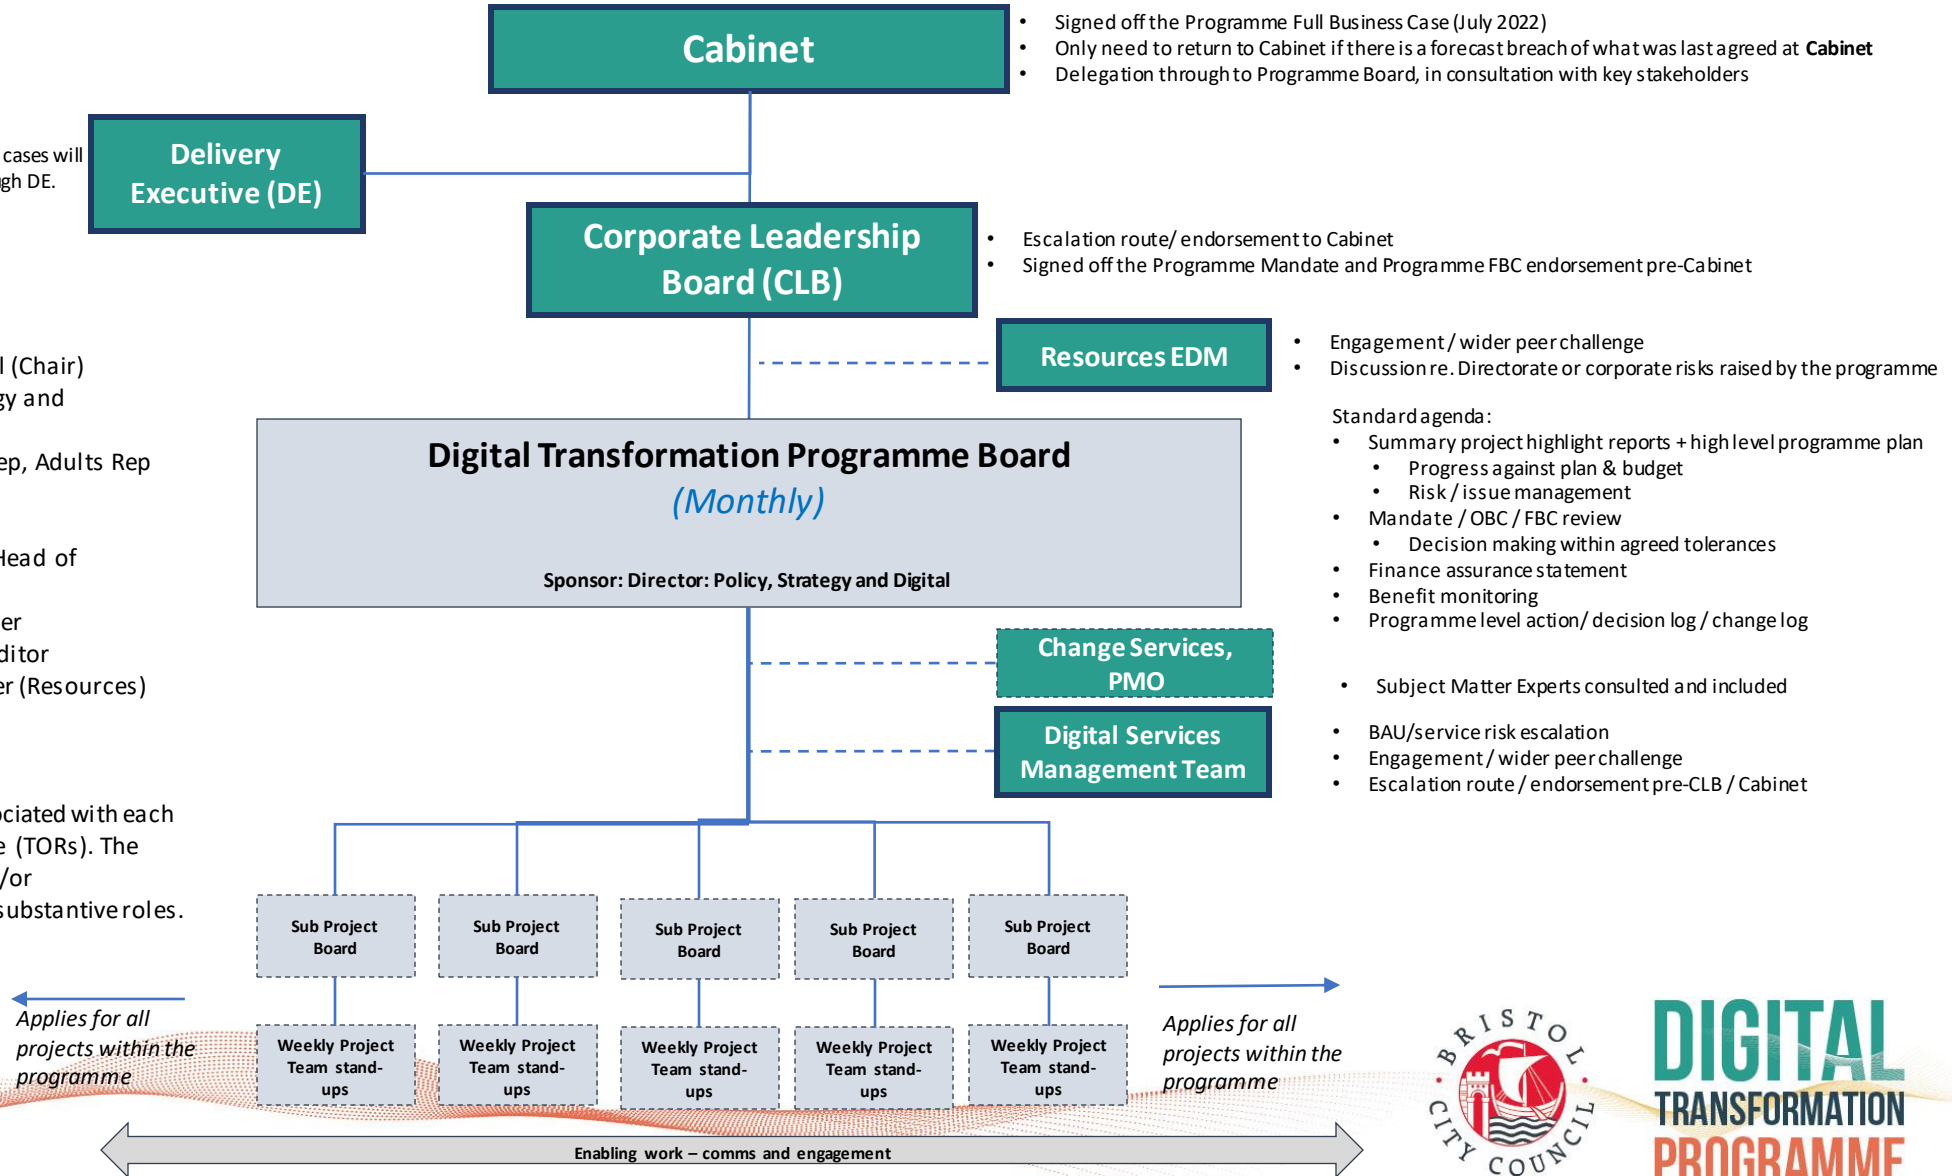 Cabinet
• Signed off the Programme Full Business Case (July 2022)
• Only need to return to Cabinet if there is a forecast breach of what was last agreed at Cabinet
• Delegation through to Programme Board, in consultation with key stakeholders
cases will
gh DE.
Delivery
Executive (DE)
Corporate Leadership
Board (CLB)
• Escalation route/ endorsement to Cabinet
• Signed off the Programme Mandate and Programme FBC endorsement pre-Cabinet
Resources EDM
• Engagement / wider peer challenge
• Discussion re. Directorate or corporate risks raised by the programme
l (Chair)
gy and
ep, Adults Rep
Head of
er
ditor
er (Resources)
ociated with each
e (TORs). The
/or
substantive roles.
Digital Transformation Programme Board
(Monthly)
Sponsor: Director: Policy, Strategy and Digital
Standard agenda:
• Summary project highlight reports + high level programme plan
• Progress against plan & budget
• Risk / issue management
• Mandate / OBC / FBC review
• Decision making within agreed tolerances
• Finance assurance statement
• Benefit monitoring
• Programme level action/ decision log / change log
Change Services,
PMO
• Subject Matter Experts consulted and included
Digital Services
Management Team
• BAU/service risk escalation
• Engagement / wider peer challenge
• Escalation route / endorsement pre-CLB / Cabinet
Sub Project
Board
Sub Project
Board
Sub Project
Board
Sub Project
Board
Sub Project
Board
Weekly Project
Team stand-
ups
Weekly Project
Team stand-
ups
Weekly Project
Team stand-
ups
Weekly Project
Team stand-
ups
Weekly Project
Team stand-
ups
Applies for all
projects within the
programme
Applies for all
projects within the
programme
Enabling work – comms and engagement
BRISTOL
CITY COUNCIL
DIGITAL
TRANSFORMATION
PROGRAMME